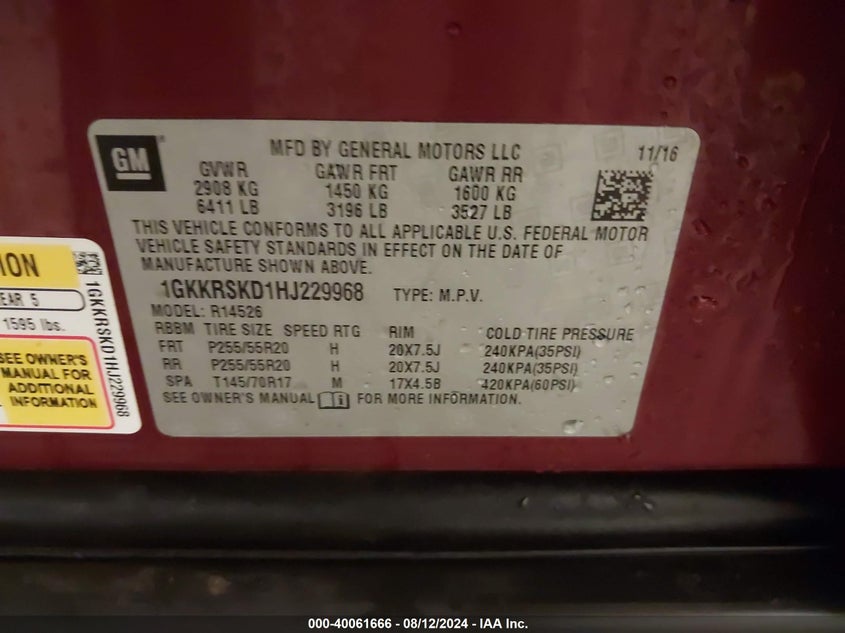 GM
MFD BY GENERAL MOTORS LLC 11/16
GVWR GAWR FRT GAWR RR
2908 KG 1450 KG 1600 KG
6411 LB 3196 LB 3527 LB
THIS VEHICLE CONFORMS TO ALL APPLICABLE U.S. FEDERAL MOTOR
VEHICLE SAFETY STANDARDS IN EFFECT ON THE DATE OF
MANUFACTURE SHOWN ABOVE.
1GKKRSKD1HJ229968 TYPE: M.P.V.
MODEL: R14526
RBBM TIRE SIZE SPEED RTG RIM COLD TIRE PRESSURE
FRT P255/55R20 H 20X7.5J 240KPA(35PSI)
RR P255/55R20 H 20X7.5J 240KPA(35PSI)
SPA T145/70R17 M 17X4.5B 420KPA(60PSI)
SEE OWNER'S MANUAL FOR MORE INFORMATION.
ION
EAR 5
1595 lbs.
SEE OWNER'S
MANUAL FOR
ADDITIONAL
INFORMATION
1GKKRSKD1HJ229968
000-40061666 - 08/12/2024 - IAA Inc.